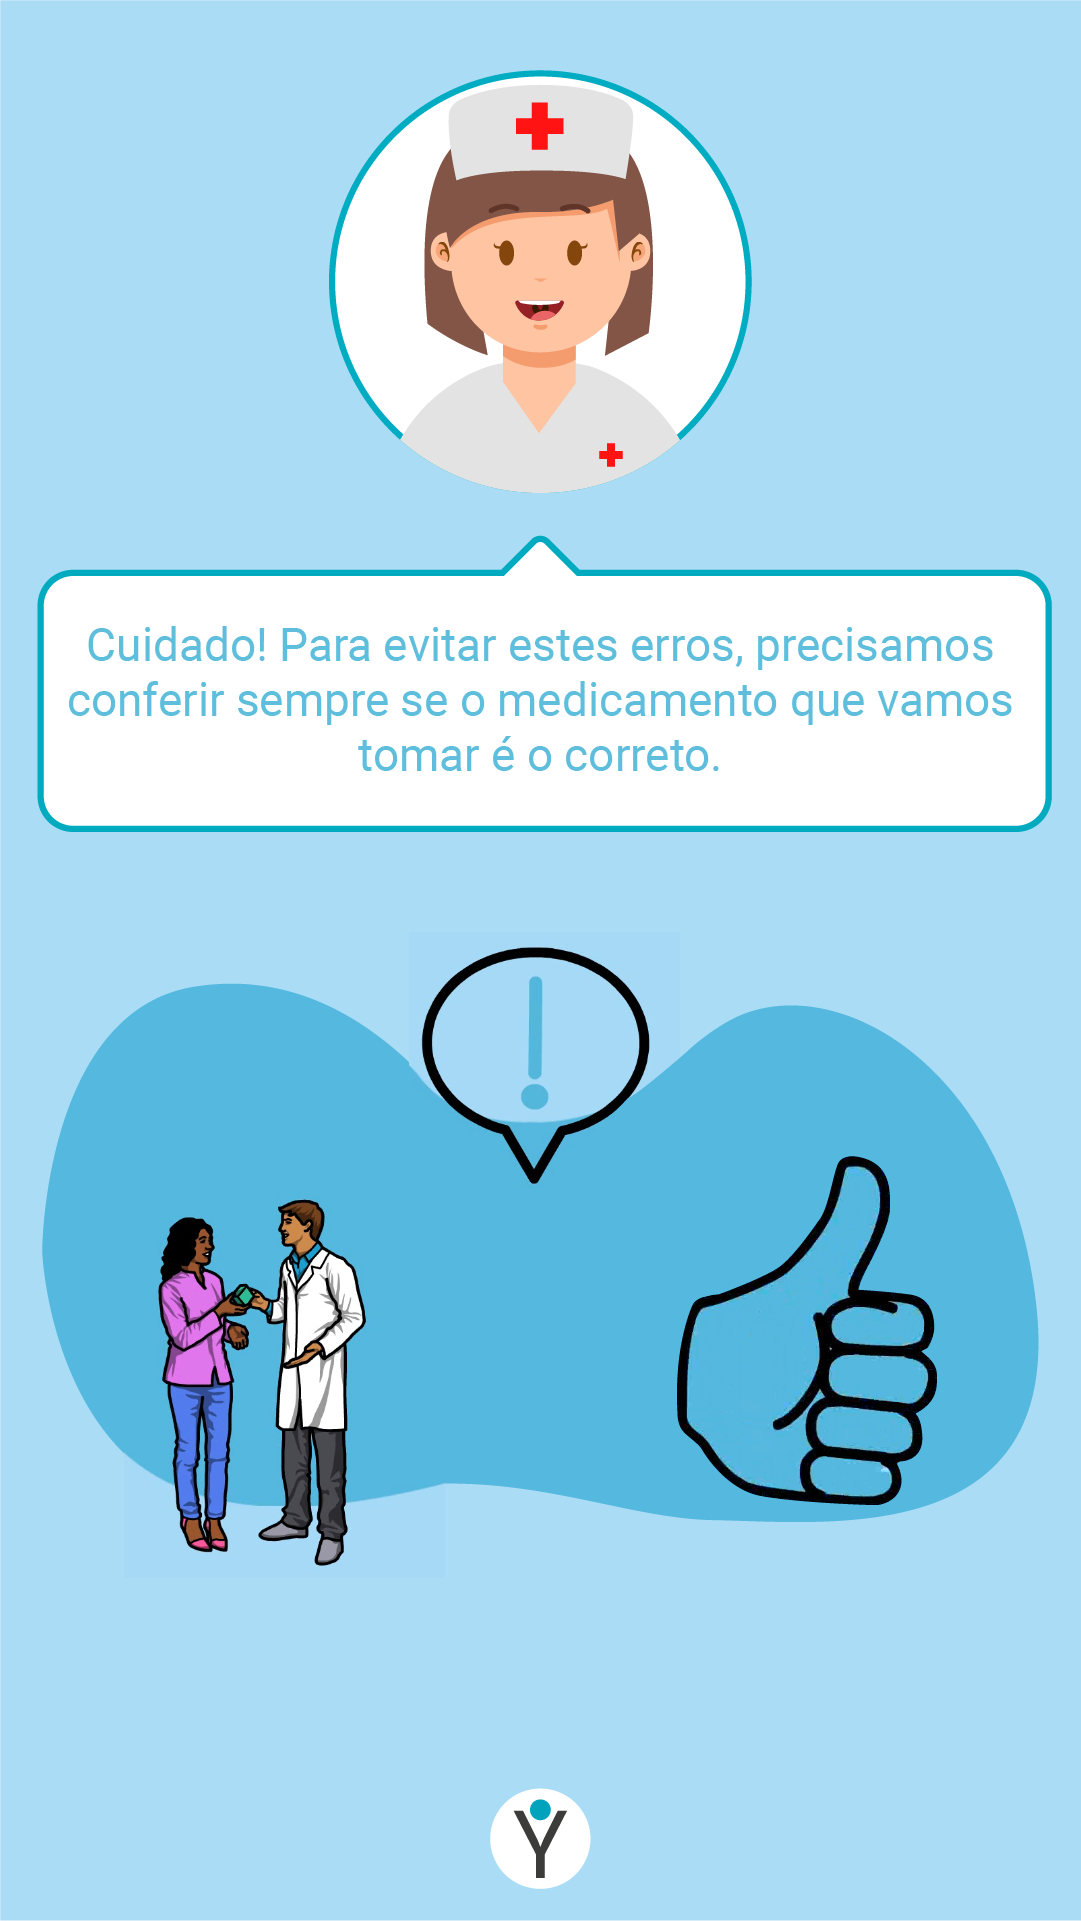 Cuidado! Para evitar estes erros, precisamos
conferir sempre se o medicamento que vamos
tomar é o correto.